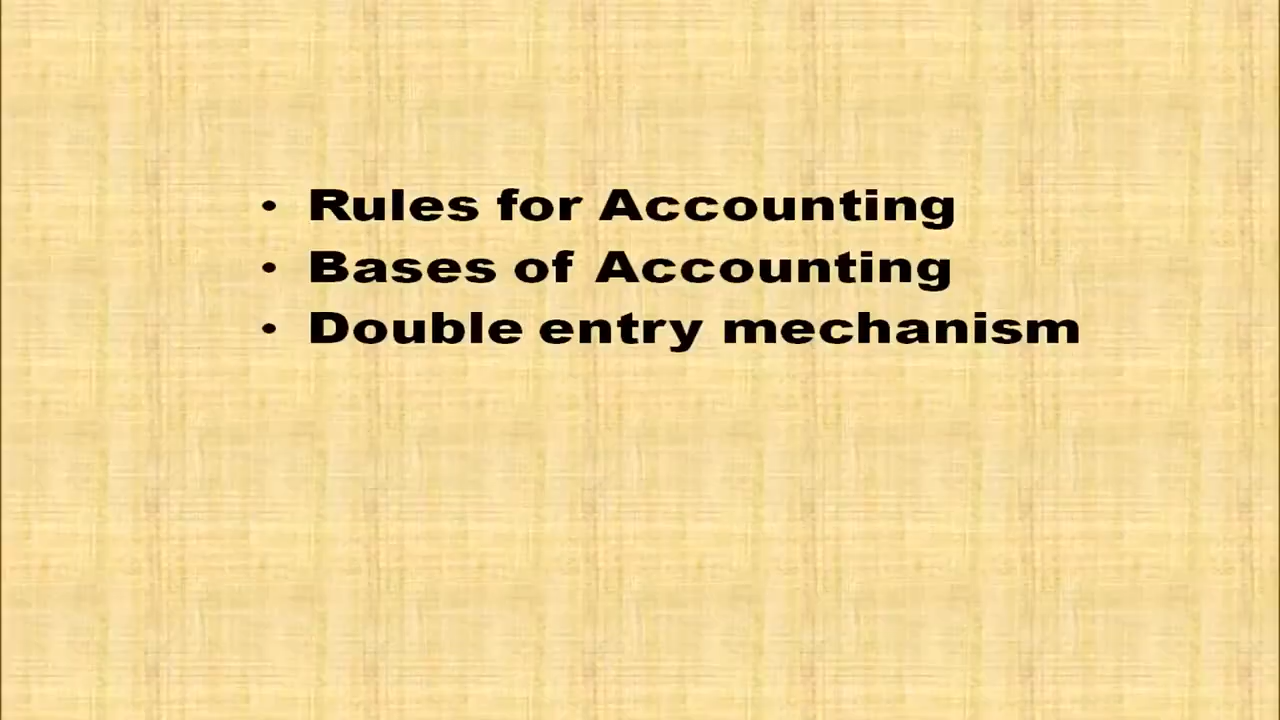 • Rules for Accounting
• Bases of Accounting
• Double entry mechanism